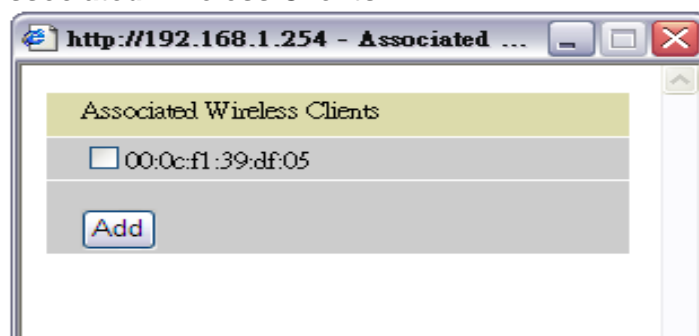 http://192.168.1.254 - Associated ...
Associated Wireless Clients
00:0c:f1:39:df:05
Add